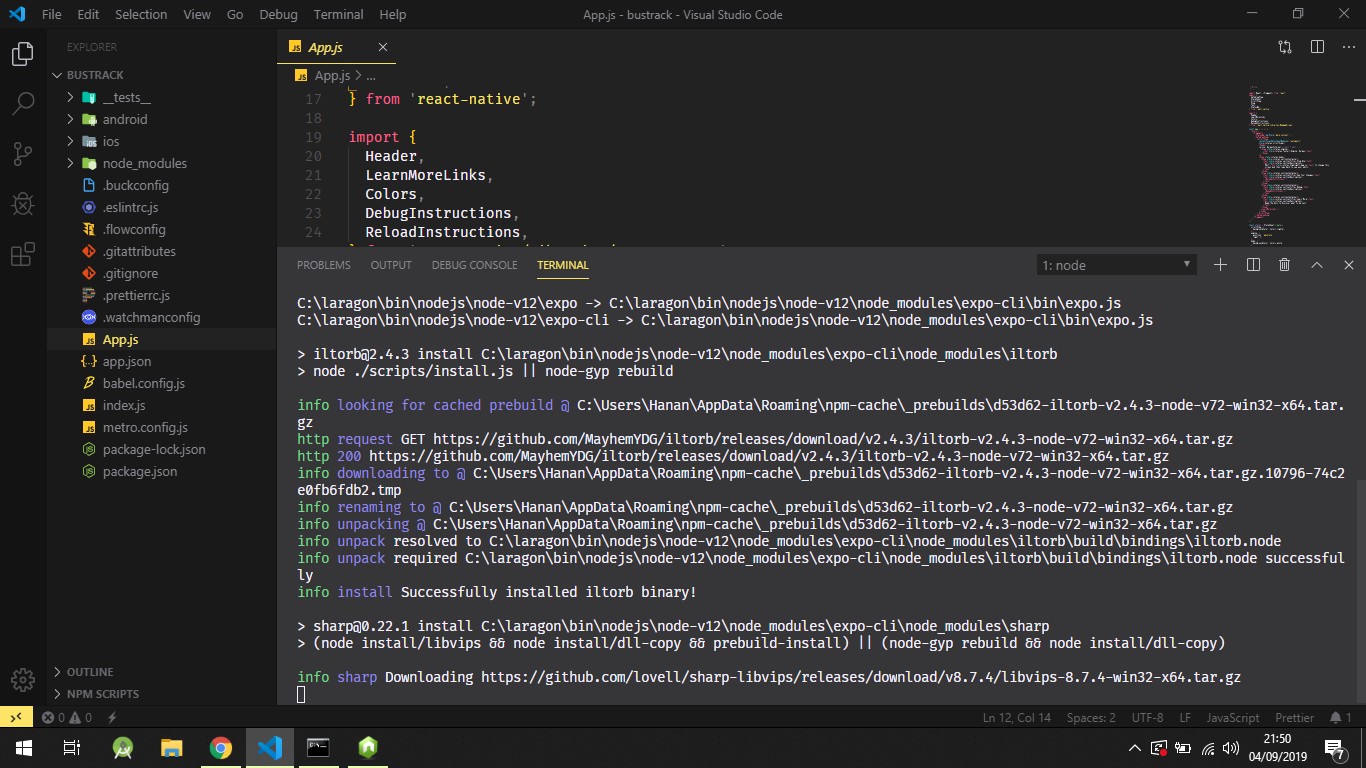 File Edit Selection View Go Debug Terminal Help
App.js - bustrack - Visual Studio Code
EXPLORER
BUSTRACK
__tests__
android
ios
node_modules
.buckconfig
.eslintrc.js
.flowconfig
.gitattributes
.gitignore
.prettierrc.js
.watchmanconfig
JS App.js
app.json
babel.config.js
JS index.js
JS metro.config.js
package-lock.json
package.json
OUTLINE
NPM SCRIPTS
JS App.js
JS App.js > ...
17 } from 'react-native';
18
19 import {
20 Header,
21 LearnMoreLinks,
22 Colors,
23 DebugInstructions,
24 ReloadInstructions,
PROBLEMS OUTPUT DEBUG CONSOLE TERMINAL
1: node
C:\laragon\bin\nodejs\node-v12\expo -> C:\laragon\bin\nodejs\node-v12\node_modules\expo-cli\bin\expo.js
C:\laragon\bin\nodejs\node-v12\expo-cli -> C:\laragon\bin\nodejs\node-v12\node_modules\expo-cli\bin\expo.js
> iltorb@2.4.3 install C:\laragon\bin\nodejs\node-v12\node_modules\expo-cli\node_modules\iltorb
> node ./scripts/install.js || node-gyp rebuild
info looking for cached prebuild @ C:\Users\Hanan\AppData\Roaming\npm-cache\_prebuilds\d53d62-iltorb-v2.4.3-node-v72-win32-x64.tar.
gz
http request GET https://github.com/MayhemYDG/iltorb/releases/download/v2.4.3/iltorb-v2.4.3-node-v72-win32-x64.tar.gz
http 200 https://github.com/MayhemYDG/iltorb/releases/download/v2.4.3/iltorb-v2.4.3-node-v72-win32-x64.tar.gz
info downloading to @ C:\Users\Hanan\AppData\Roaming\npm-cache\_prebuilds\d53d62-iltorb-v2.4.3-node-v72-win32-x64.tar.gz.10796-74c2
e0fb6fdb2.tmp
info renaming to @ C:\Users\Hanan\AppData\Roaming\npm-cache\_prebuilds\d53d62-iltorb-v2.4.3-node-v72-win32-x64.tar.gz
info unpacking @ C:\Users\Hanan\AppData\Roaming\npm-cache\_prebuilds\d53d62-iltorb-v2.4.3-node-v72-win32-x64.tar.gz
info unpack resolved to C:\laragon\bin\nodejs\node-v12\node_modules\expo-cli\node_modules\iltorb\build\bindings\iltorb.node
info unpack required C:\laragon\bin\nodejs\node-v12\node_modules\expo-cli\node_modules\iltorb\build\bindings\iltorb.node successful
ly
info install Successfully installed iltorb binary!
> sharp@0.22.1 install C:\laragon\bin\nodejs\node-v12\node_modules\expo-cli\node_modules\sharp
> (node install/libvips && node install/dll-copy && prebuild-install) || (node-gyp rebuild && node install/dll-copy)
info sharp Downloading https://github.com/lovell/sharp-libvips/releases/download/v8.7.4/libvips-8.7.4-win32-x64.tar.gz
0 0
Ln 12, Col 14 Spaces: 2 UTF-8 LF JavaScript Prettier 1
21:50
04/09/2019
7